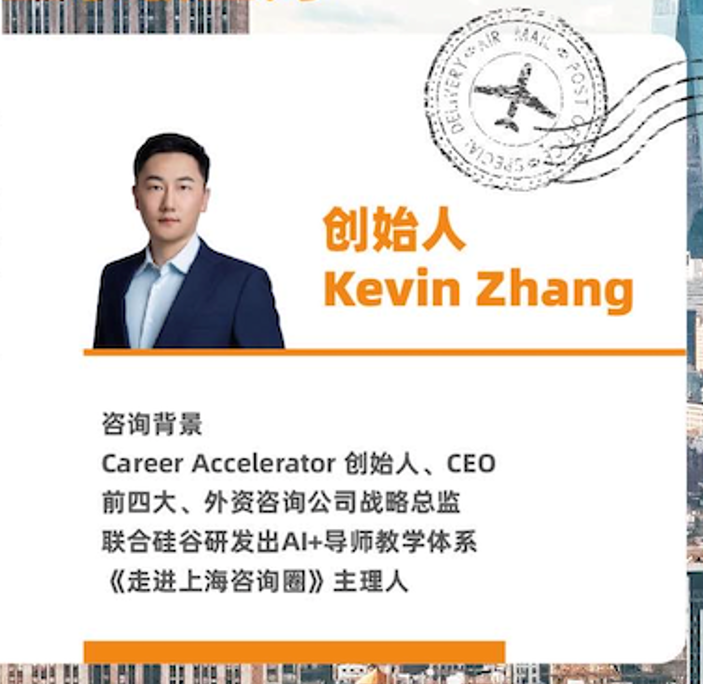 AIR MAIL POST OFFICE SPECIAL DELIVERY
创始人
Kevin Zhang
咨询背景
Career Accelerator 创始人、CEO
前四大、外资咨询公司战略总监
联合硅谷研发出AI+导师教学体系
《走进上海咨询圈》主理人